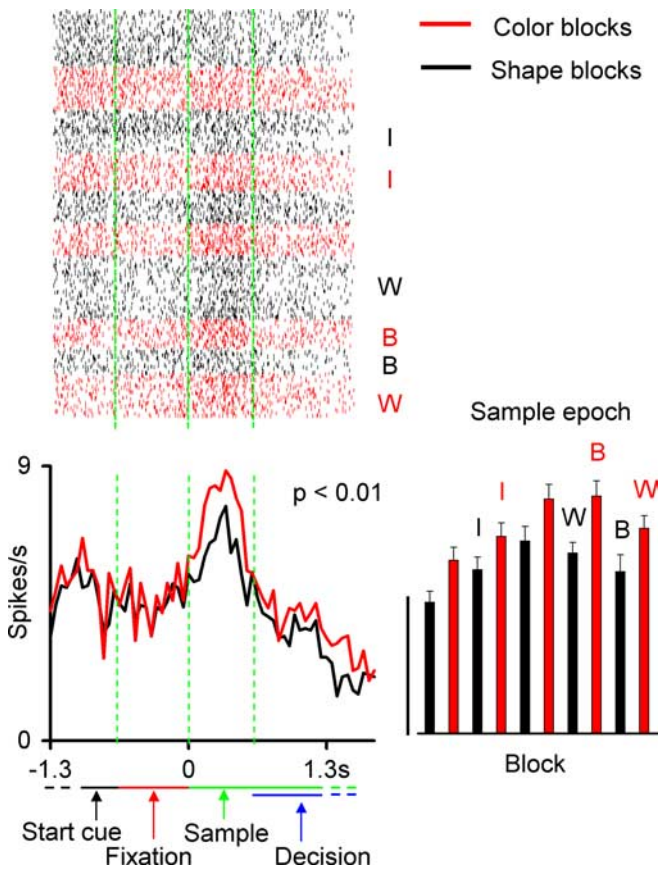 Color blocks
Shape blocks
I
I
W
B
B
W
Sample epoch
9
p < 0.01
Spikes/s
0
-1.3 0 1.3s
Start cue
Fixation
Sample
Decision
I I W B B W
Block